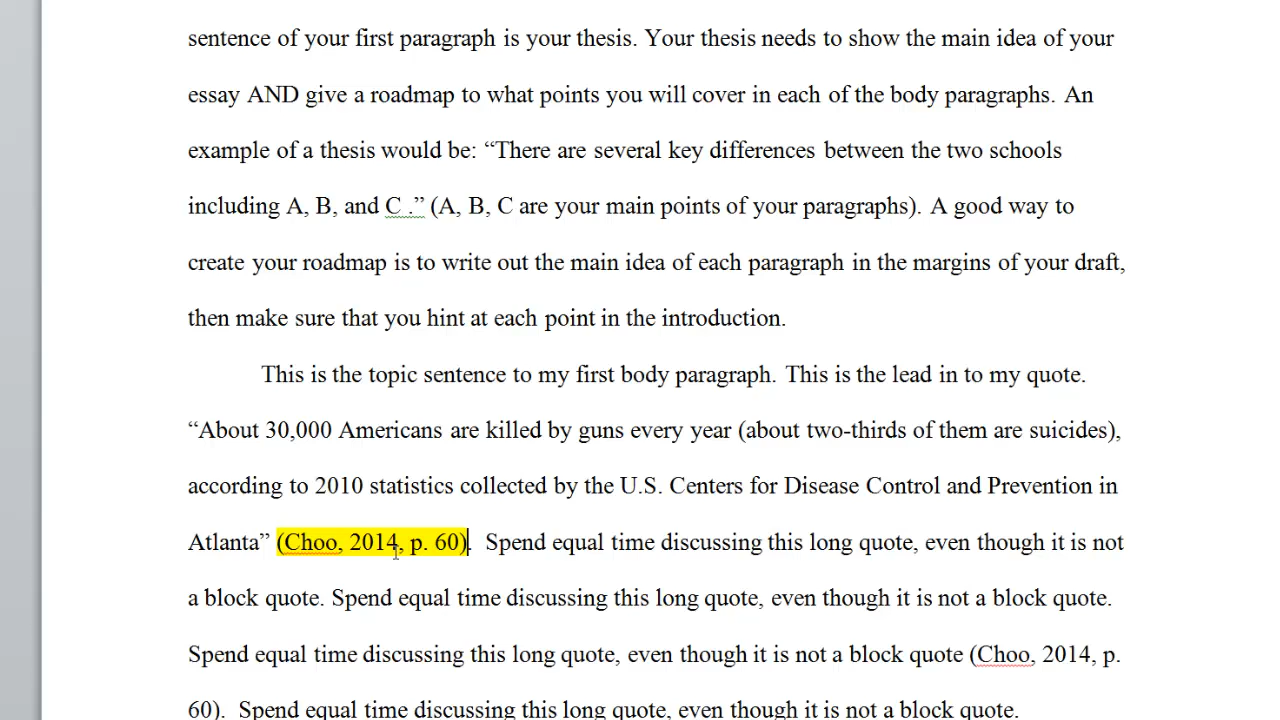 sentence of your first paragraph is your thesis. Your thesis needs to show the main idea of your
essay AND give a roadmap to what points you will cover in each of the body paragraphs. An
example of a thesis would be: “There are several key differences between the two schools
including A, B, and C .” (A, B, C are your main points of your paragraphs). A good way to
create your roadmap is to write out the main idea of each paragraph in the margins of your draft,
then make sure that you hint at each point in the introduction.
This is the topic sentence to my first body paragraph. This is the lead in to my quote.
“About 30,000 Americans are killed by guns every year (about two-thirds of them are suicides),
according to 2010 statistics collected by the U.S. Centers for Disease Control and Prevention in
Atlanta” (Choo, 2014, p. 60).  Spend equal time discussing this long quote, even though it is not
a block quote. Spend equal time discussing this long quote, even though it is not a block quote.
Spend equal time discussing this long quote, even though it is not a block quote (Choo, 2014, p.
60).  Spend equal time discussing this long quote, even though it is not a block quote.